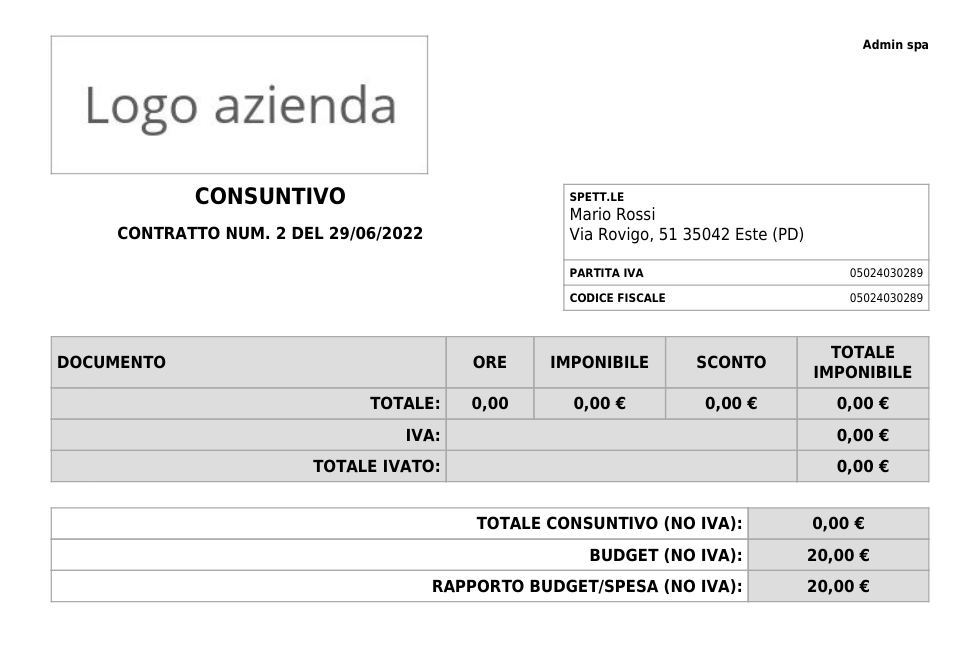 Logo azienda
Admin spa
CONSUNTIVO
CONTRATTO NUM. 2 DEL 29/06/2022
SPETT.LE
Mario Rossi
Via Rovigo, 51 35042 Este (PD)
PARTITA IVA 05024030289
CODICE FISCALE 05024030289
DOCUMENTO ORE IMPONIBILE SCONTO TOTALE
IMPONIBILE
TOTALE: 0,00 0,00 € 0,00 € 0,00 €
IVA: 0,00 €
TOTALE IVATO: 0,00 €
TOTALE CONSUNTIVO (NO IVA): 0,00 €
BUDGET (NO IVA): 20,00 €
RAPPORTO BUDGET/SPESA (NO IVA): 20,00 €